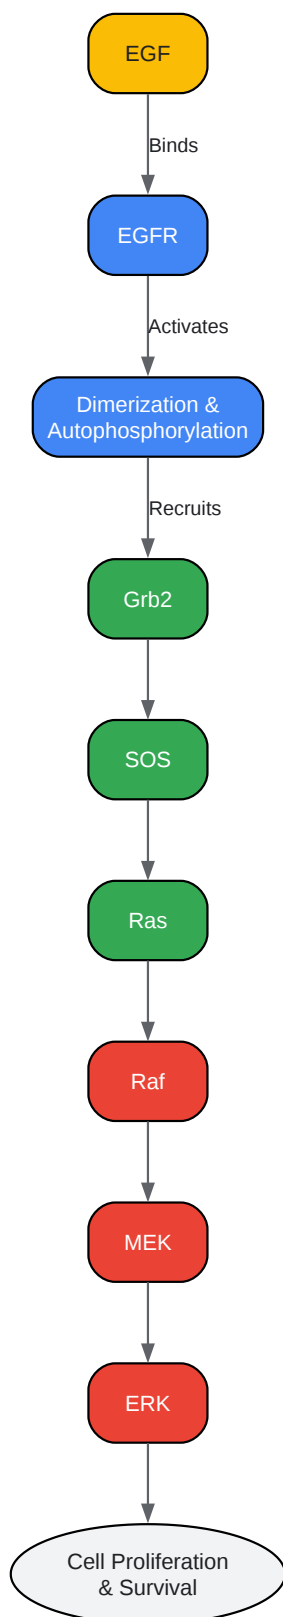 EGF
Binds
EGFR
Activates
Dimerization &
Autophosphorylation
Recruits
Grb2
SOS
Ras
Raf
MEK
ERK
Cell Proliferation
& Survival